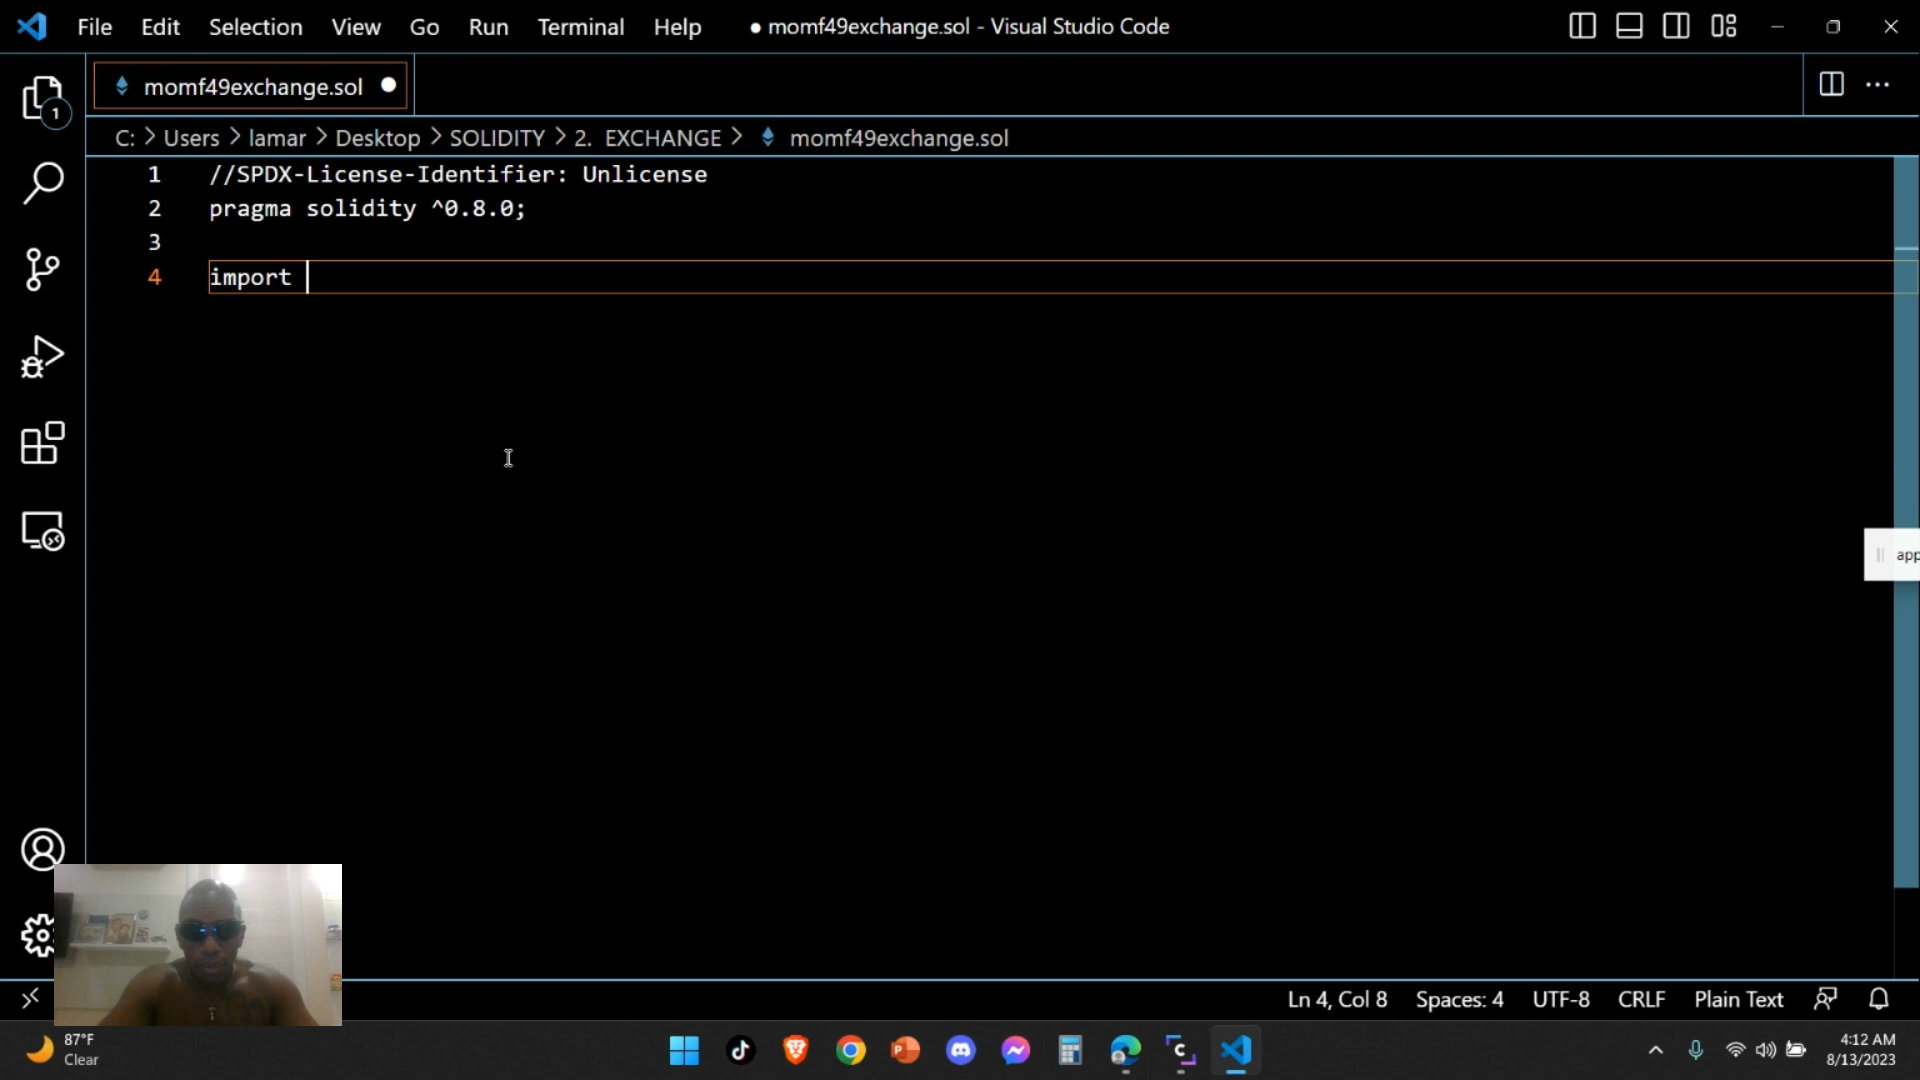 File Edit Selection View Go Run Terminal Help ● momf49exchange.sol - Visual Studio Code
momf49exchange.sol
1
C: > Users > lamar > Desktop > SOLIDITY > 2. EXCHANGE > momf49exchange.sol
1 //SPDX-License-Identifier: Unlicense
2 pragma solidity ^0.8.0;
3
4 import
app
Ln 4, Col 8 Spaces: 4 UTF-8 CRLF Plain Text
87°F
Clear
4:12 AM
8/13/2023